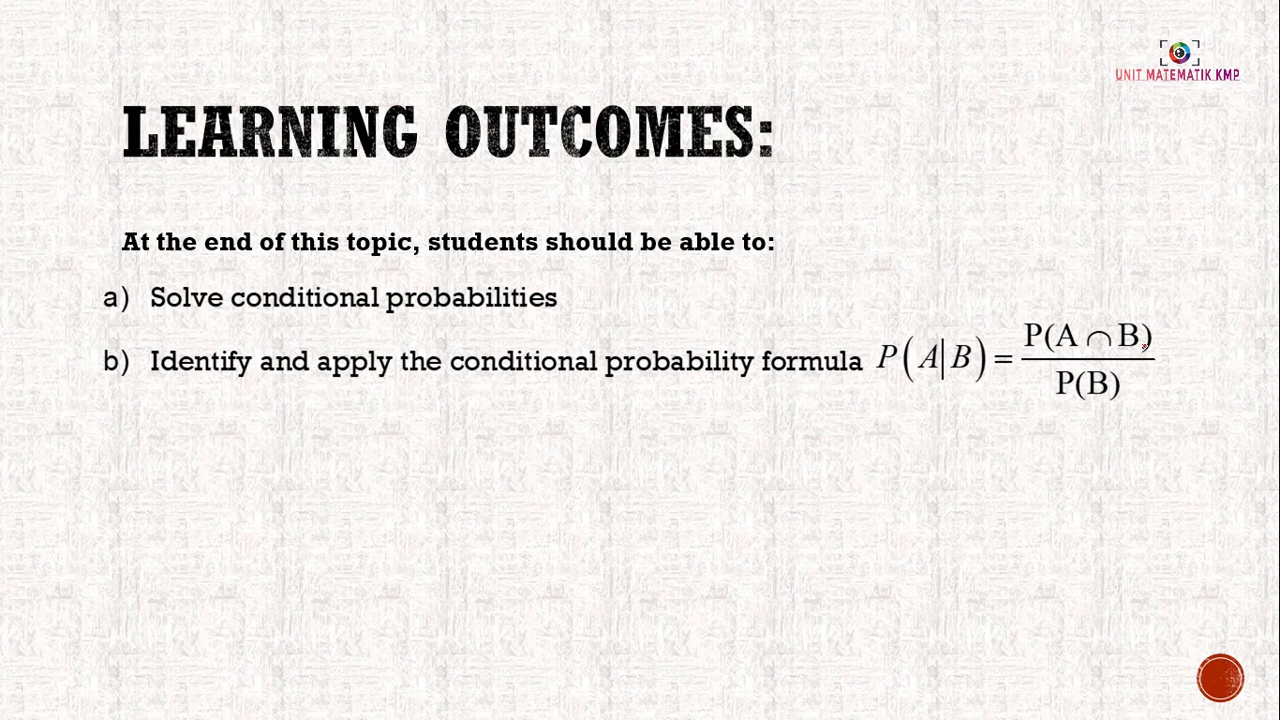 UNIT MATEMATIK KMP
LEARNING OUTCOMES:
At the end of this topic, students should be able to:
a) Solve conditional probabilities
b) Identify and apply the conditional probability formula P(A|B) = P(A ∩ B) / P(B)